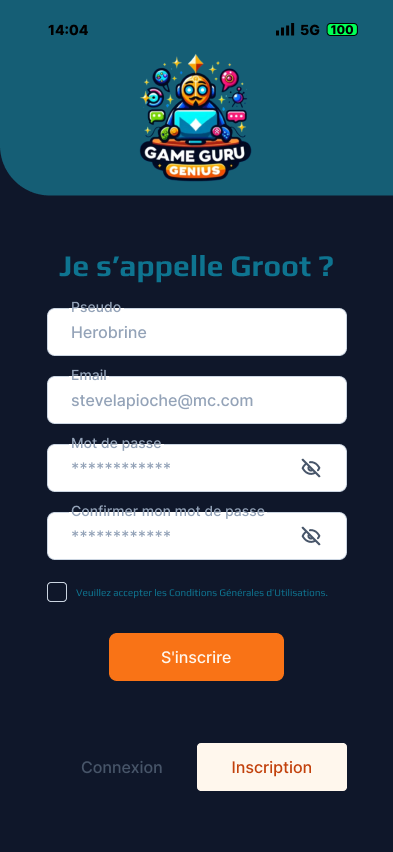 14:04 5G 100
GAME GURU
GENIUS
Je s’appelle Groot ?
Pseudo
Herobrine
Email
stevelapioche@mc.com
Mot de passe
************
Confirmer mon mot de passe
************
Veuillez accepter les Conditions Générales d'Utilisations.
S'inscrire
Connexion Inscription